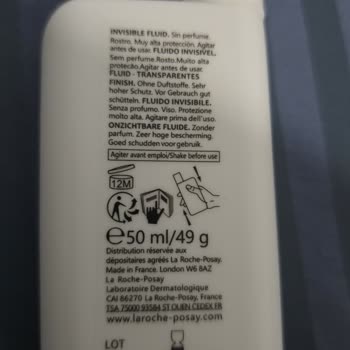 INVISIBLE FLUID. Sin perfume.
Rostro. Muy alta protección. Agitar
antes de usar. FLUIDO INVISÍVEL.
Sem perfume.Rosto.Muito alta
protecão.Agitar antes de usar.
FLUID - TRANSPARENTES
FINISH. Ohne Duftstoffe. Sehr
hoher Schutz. Vor Gebrauch gut
schütteln. FLUIDO INVISIBILE.
Senza profumo. Viso. Protezione
molto alta. Agitare prima dell'uso.
ONZICHTBARE FLUIDE. Zonder
parfum. Zeer hoge bescherming.
Goed schudden voor gebruik.
Agiter avant emploi/Shake before use
12M
℮50 ml/49 g
Distribution réservée aux
dépositaires agréés La Roche-Posay.
Made in France. London W6 8AZ
La Roche-Posay
Laboratoire Dermatologique
CAI 86270 La Roche-Posay France
TSA 75000 93584 ST OUEN CEDEX FR
www.laroche-posay.com
LOT